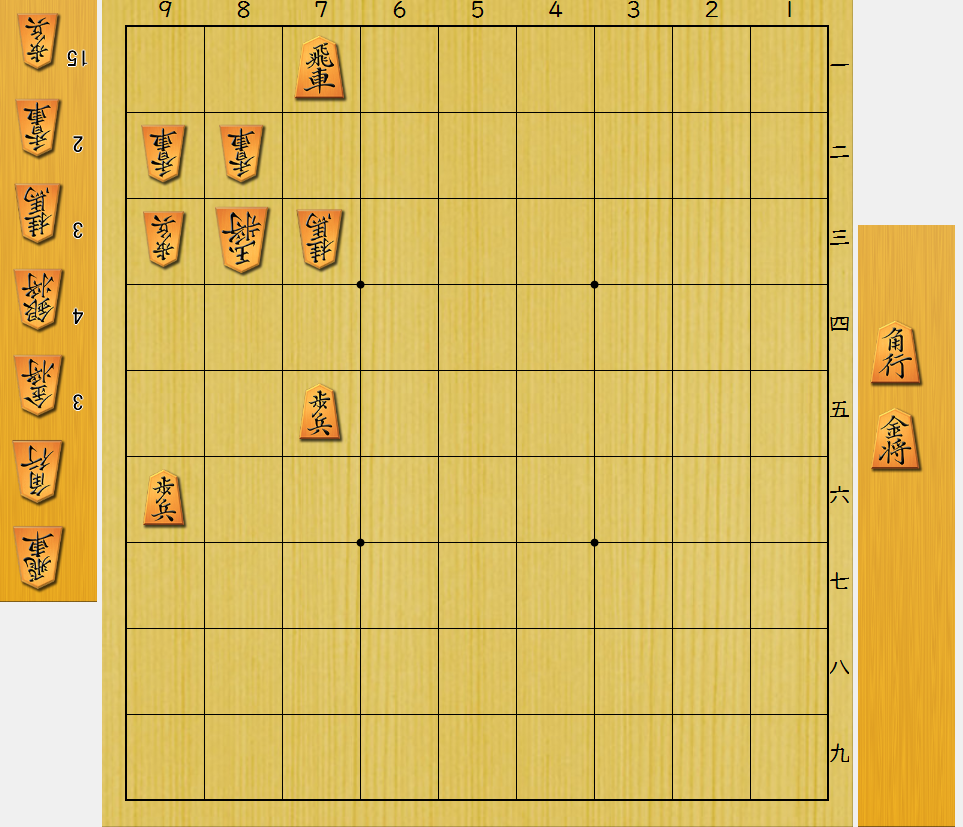 9 8 7 6 5 4 3 2 1
歩兵 15
香車 2
桂馬 3
銀将 4
金将 3
角行
飛車
飛車 一
香車 香車 二
歩兵 玉将 桂馬 三
四
歩兵 五
歩兵 六
七
八
九
角行
金将